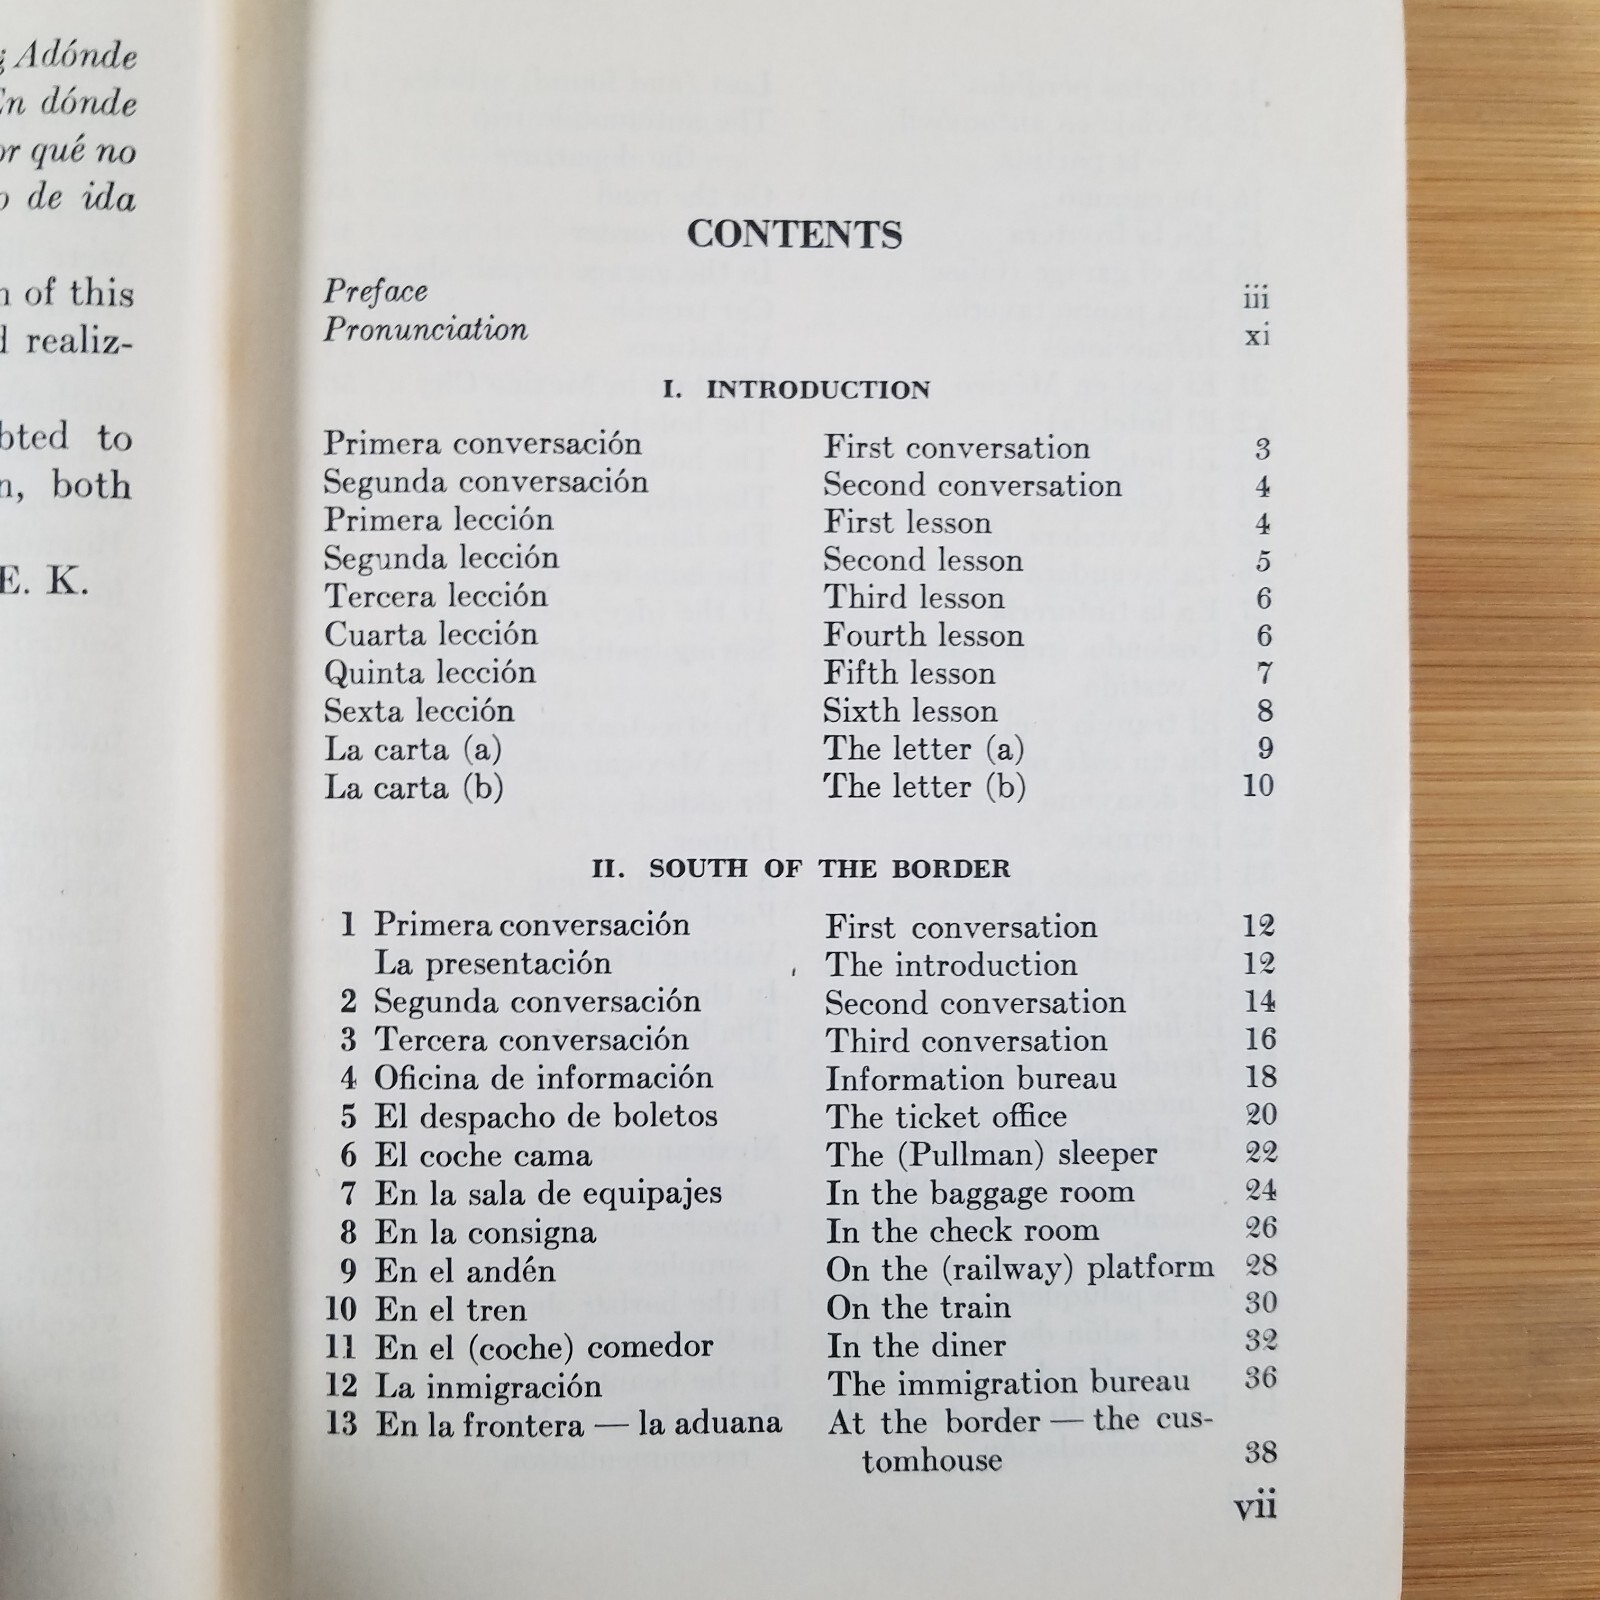 ¿ Adónde
dónde
qué no
de ida
of this
realiz-
to
both
E. K.
CONTENTS
Preface iii
Pronunciation xi
I. INTRODUCTION
Primera conversación First conversation 3
Segunda conversación Second conversation 4
Primera lección First lesson 4
Segunda lección Second lesson 5
Tercera lección Third lesson 6
Cuarta lección Fourth lesson 6
Quinta lección Fifth lesson 7
Sexta lección Sixth lesson 8
La carta (a) The letter (a) 9
La carta (b) The letter (b) 10
II. SOUTH OF THE BORDER
1 Primera conversación First conversation 12
La presentación The introduction 12
2 Segunda conversación Second conversation 14
3 Tercera conversación Third conversation 16
4 Oficina de información Information bureau 18
5 El despacho de boletos The ticket office 20
6 El coche cama The (Pullman) sleeper 22
7 En la sala de equipajes In the baggage room 24
8 En la consigna In the check room 26
9 En el andén On the (railway) platform 28
10 En el tren On the train 30
11 En el (coche) comedor In the diner 32
12 La inmigración The immigration bureau 36
13 En la frontera — la aduana At the border — the cus-
tomhouse 38
vii